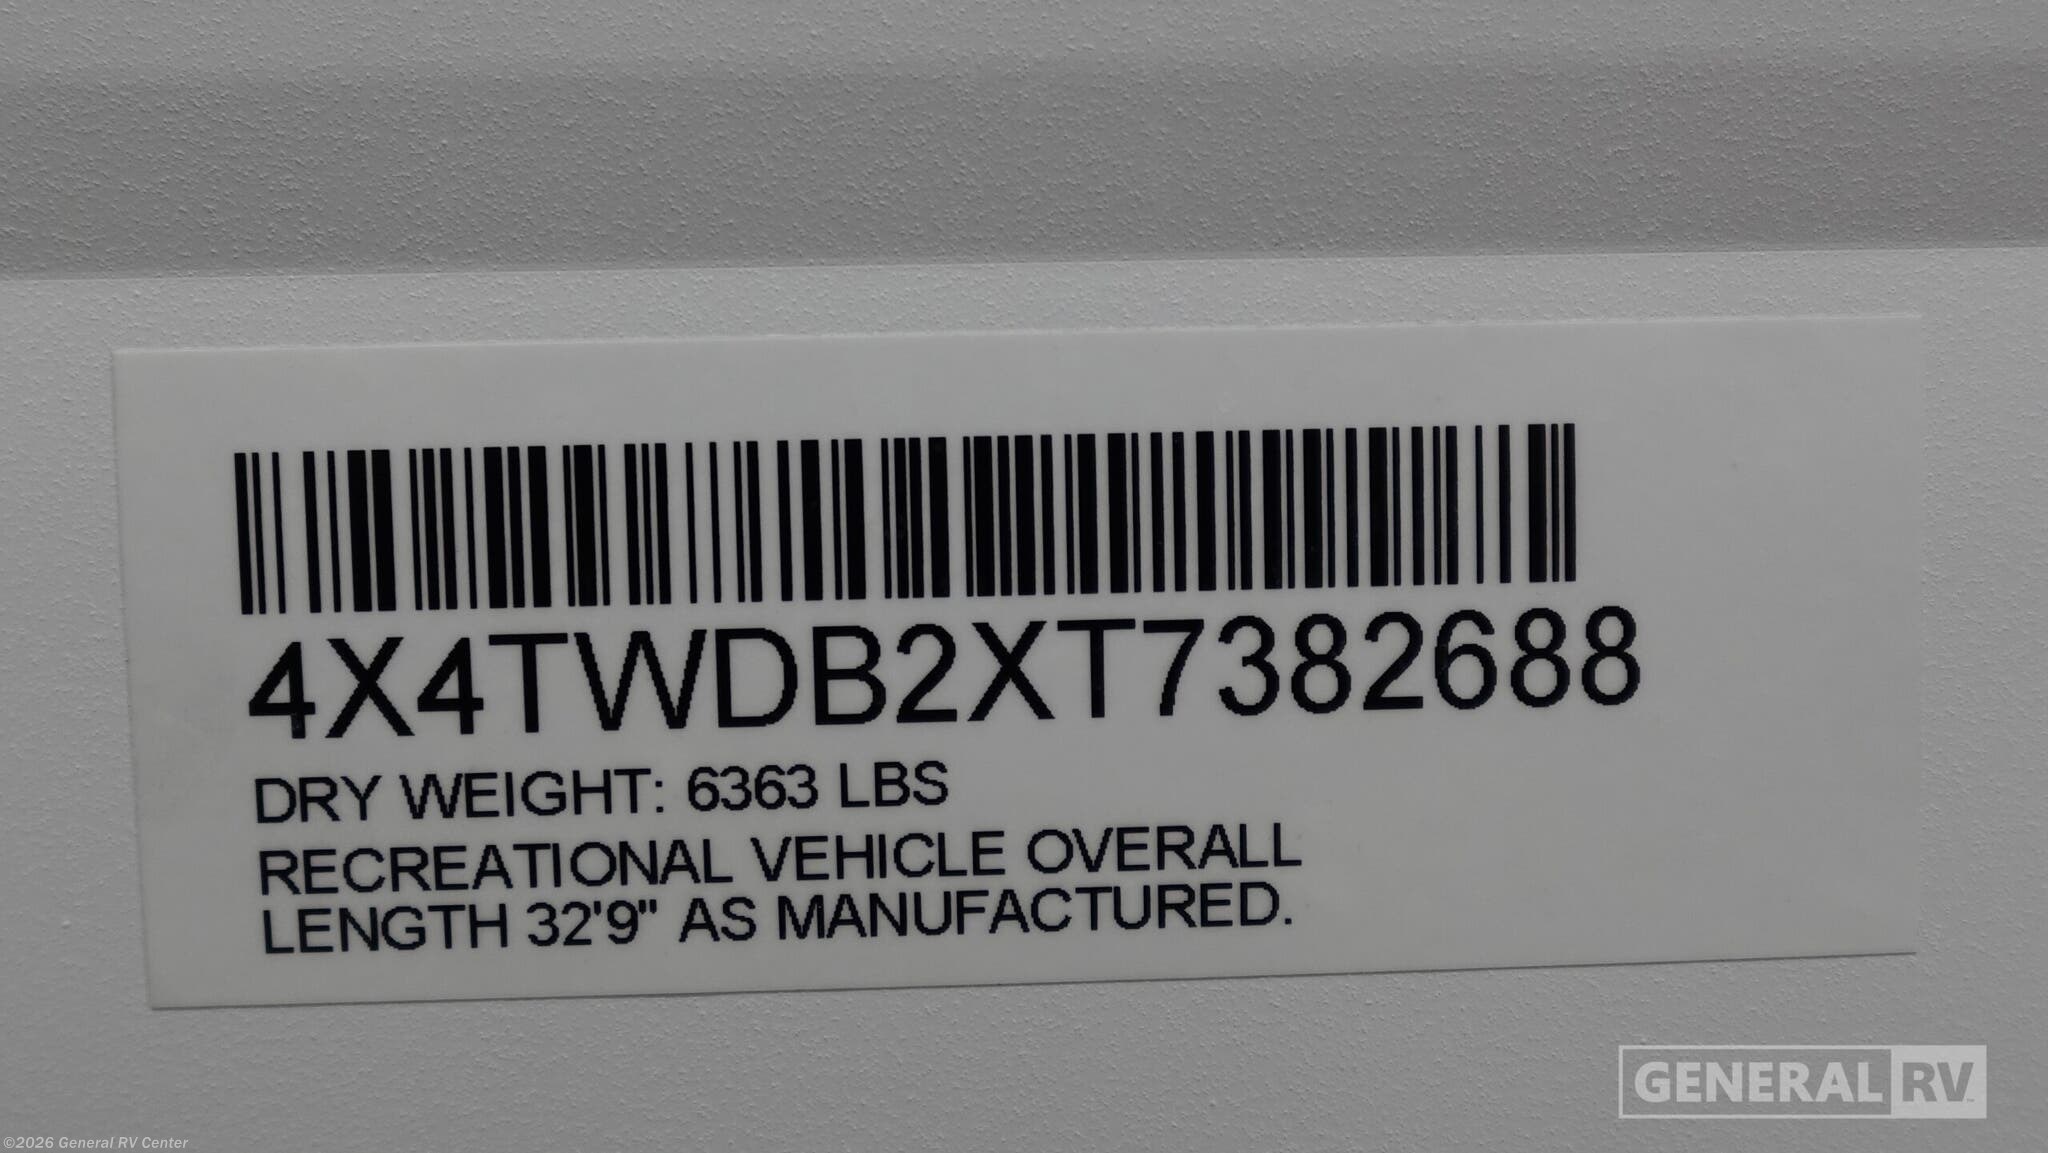 4X4TWDB2XT7382688
DRY WEIGHT: 6363 LBS
RECREATIONAL VEHICLE OVERALL
LENGTH 32'9" AS MANUFACTURED.
GENERAL RV
©2026 General RV Center